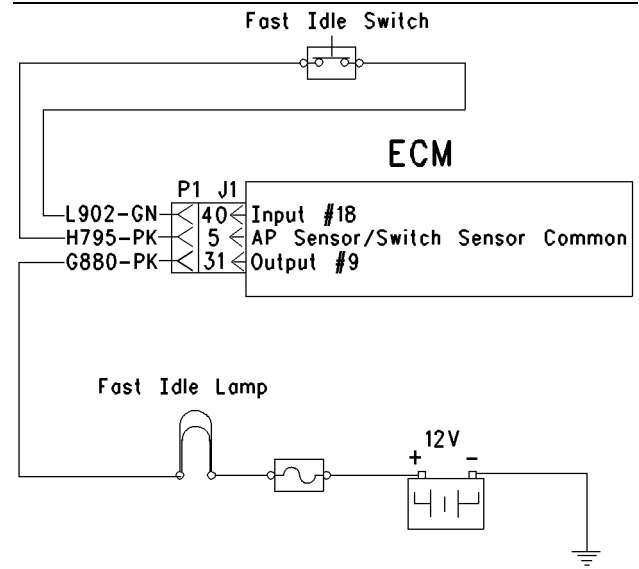 Fast Idle Switch
ECM
P1 J1
L902-GN 40 Input #18
H795-PK 5 AP Sensor/Switch Sensor Common
G880-PK 31 Output #9
Fast Idle Lamp
12V
+ -